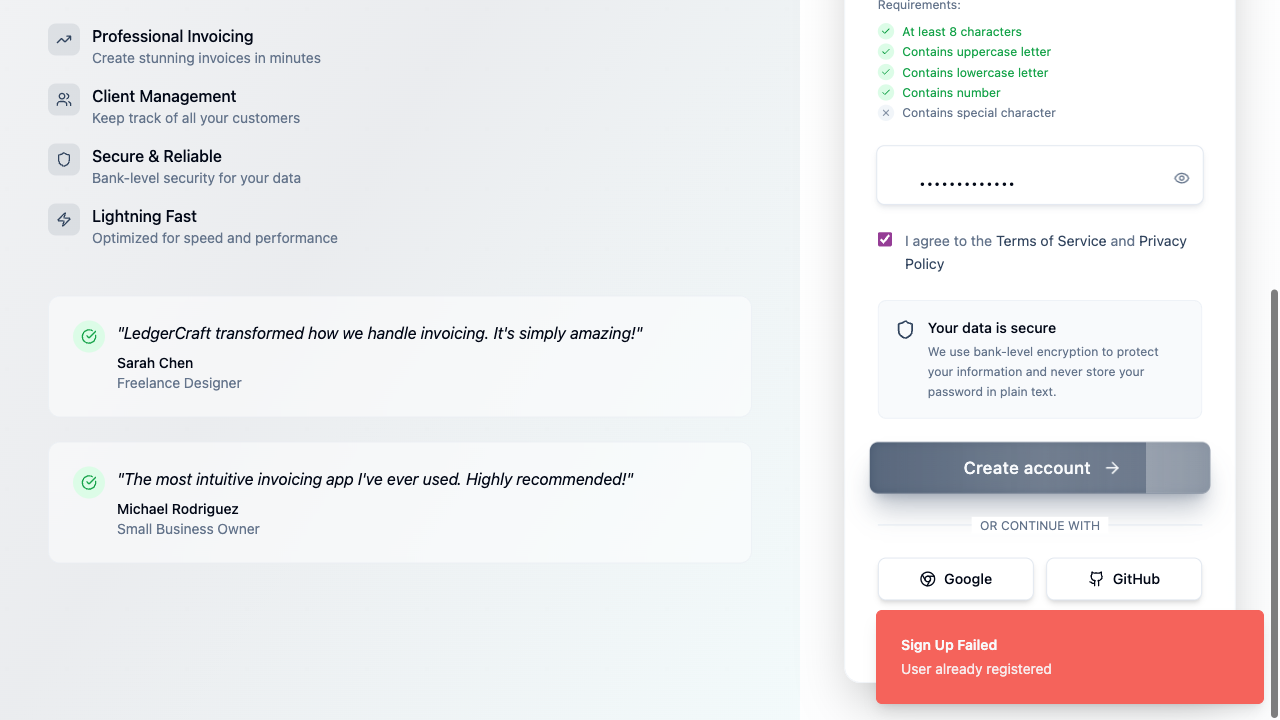 Professional Invoicing
Create stunning invoices in minutes
Client Management
Keep track of all your customers
Secure & Reliable
Bank-level security for your data
Lightning Fast
Optimized for speed and performance
"LedgerCraft transformed how we handle invoicing. It's simply amazing!"
Sarah Chen
Freelance Designer
"The most intuitive invoicing app I've ever used. Highly recommended!"
Michael Rodriguez
Small Business Owner
Requirements:
At least 8 characters
Contains uppercase letter
Contains lowercase letter
Contains number
Contains special character
•••••••••••••
I agree to the Terms of Service and Privacy
Policy
Your data is secure
We use bank-level encryption to protect
your information and never store your
password in plain text.
Create account
OR CONTINUE WITH
Google
GitHub
Sign Up Failed
User already registered